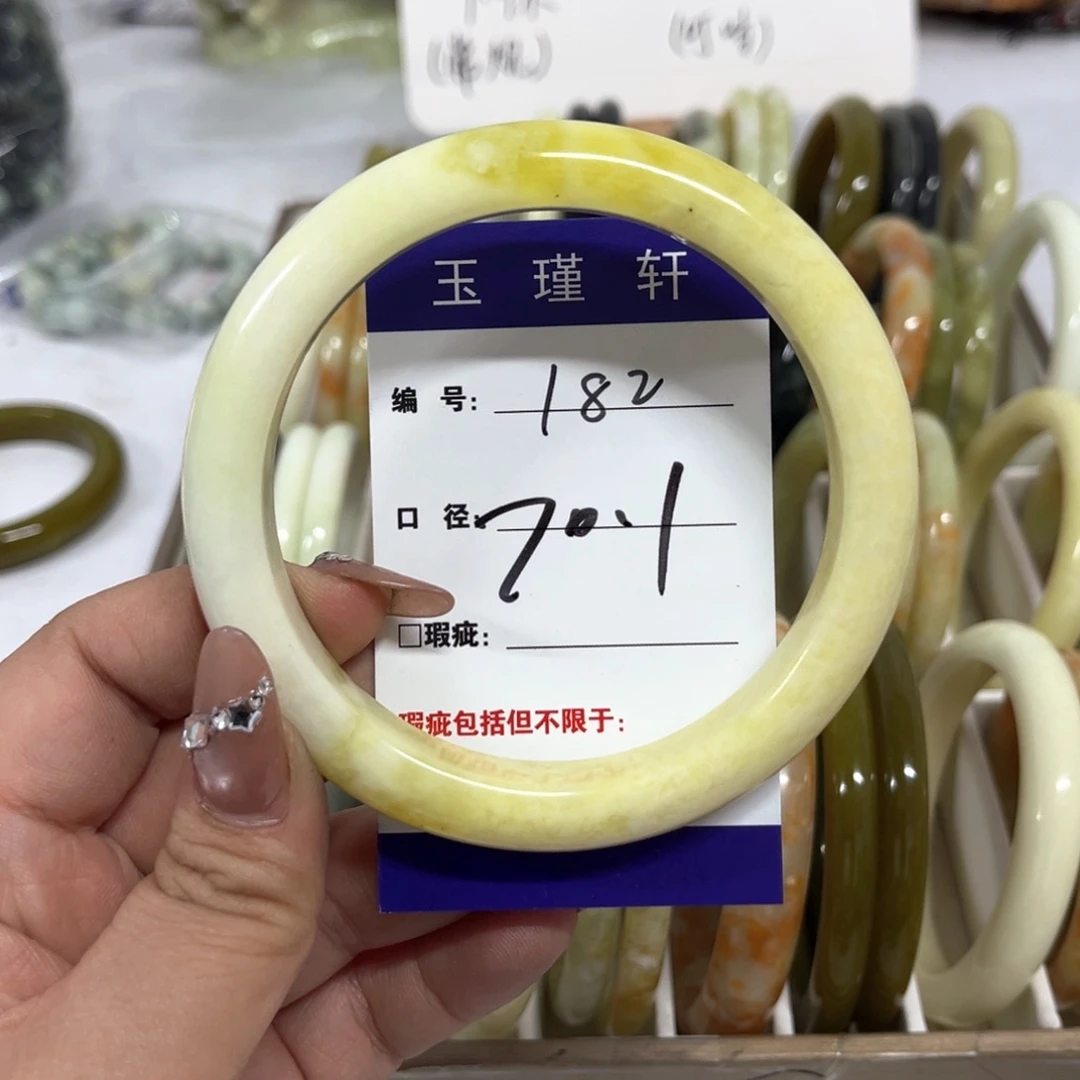 玉瑾轩
编号: 182
口径: 70.1
□瑕疵:
瑕疵包括但不限于: